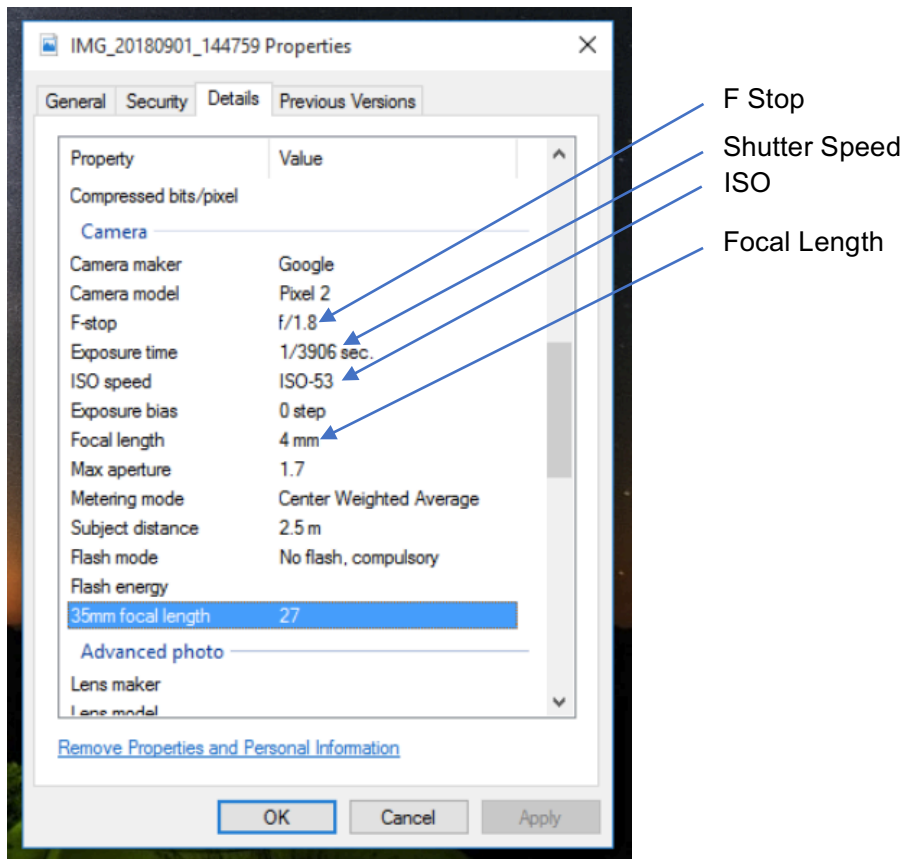 IMG_20180901_144759 Properties
General Security Details Previous Versions
Property Value
Compressed bits/pixel
Camera
Camera maker Google
Camera model Pixel 2
F-stop f/1.8
Exposure time 1/3906 sec.
ISO speed ISO-53
Exposure bias 0 step
Focal length 4 mm
Max aperture 1.7
Metering mode Center Weighted Average
Subject distance 2.5 m
Flash mode No flash, compulsory
Flash energy
35mm focal length 27
Advanced photo
Lens maker
Lens model
Remove Properties and Personal Information
OK Cancel Apply
F Stop
Shutter Speed
ISO
Focal Length